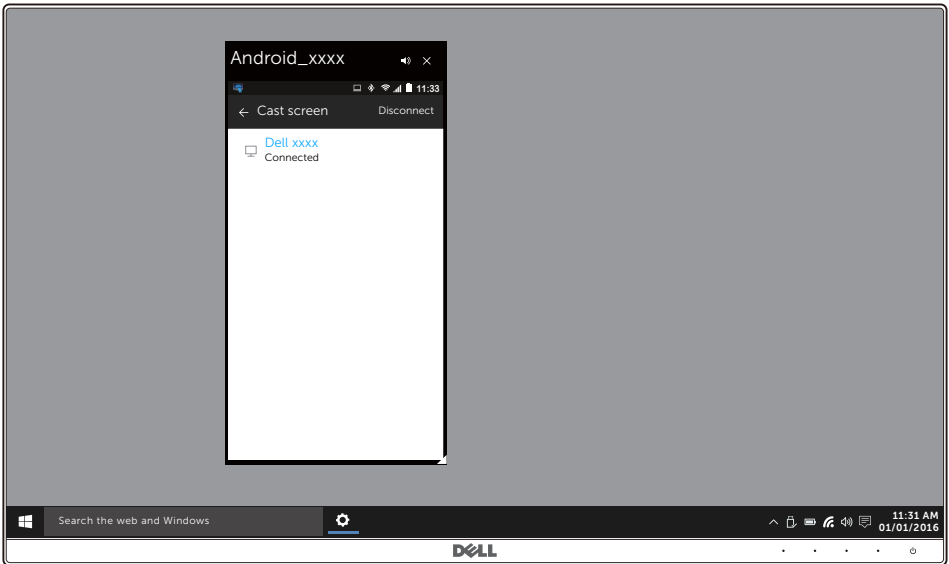 Android_xxxx
11:33
Cast screen Disconnect
Dell xxxx
Connected
Search the web and Windows
11:31 AM
01/01/2016
DELL